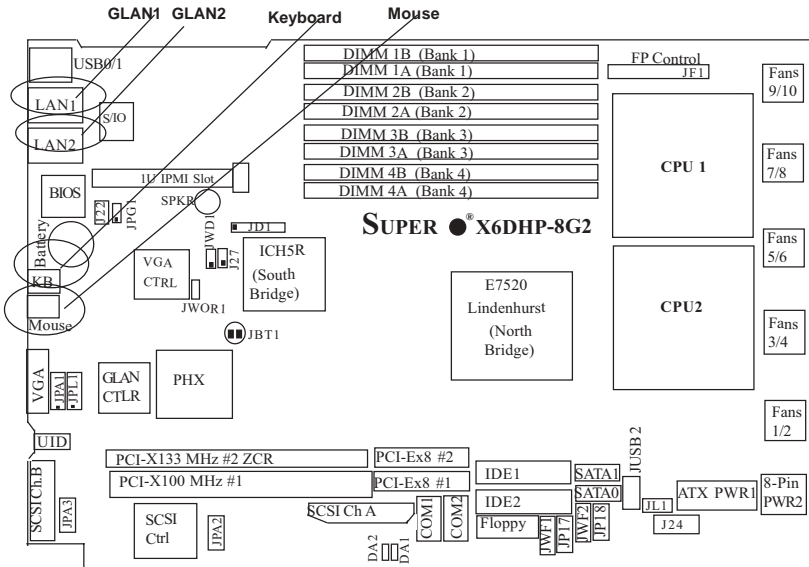 GLAN1 GLAN2 Keyboard Mouse
USB0/1
LAN1
LAN2
S/IO
DIMM 1B (Bank 1)
DIMM 1A (Bank 1)
DIMM 2B (Bank 2)
DIMM 2A (Bank 2)
DIMM 3B (Bank 3)
DIMM 3A (Bank 3)
DIMM 4B (Bank 4)
DIMM 4A (Bank 4)
FP Control
JF1
Fans
9/10
CPU 1
Fans
7/8
1U IPMI Slot
SPKR
BIOS
J22
JPG1
JWD1
JD1
J27
SUPER ●® X6DHP-8G2
Battery
VGA
CTRL
ICH5R
(South
Bridge)
JWOR1
KB
Mouse
JBT1
E7520
Lindenhurst
(North
Bridge)
CPU2
Fans
5/6
Fans
3/4
VGA
JPA1
JPL1
GLAN
CTLR
PHX
Fans
1/2
UID
PCI-X133 MHz #2 ZCR
PCI-X100 MHz #1
PCI-Ex8 #2
PCI-Ex8 #1
IDE1
IDE2
Floppy
SATA1
SATA0
JUSB2
JL1
J24
ATX PWR1
8-Pin
PWR2
SCSI Ch.B
JPA3
SCSI
Ctrl
JPA2
SCSI Ch A
DA2
DA1
COM1
COM2
JWF1
JP17
JWF2
JP18